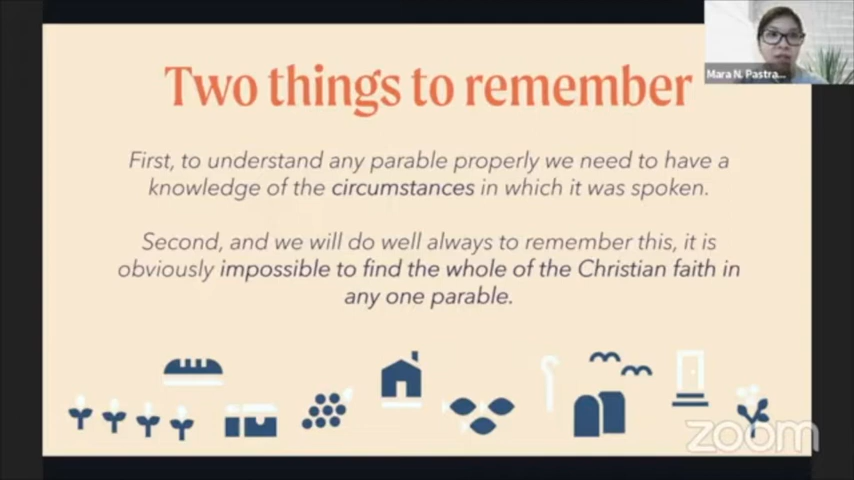 Two things to remember
Mara N. Pastra...
First, to understand any parable properly we need to have a
knowledge of the circumstances in which it was spoken.
Second, and we will do well always to remember this, it is
obviously impossible to find the whole of the Christian faith in
any one parable.
zoom